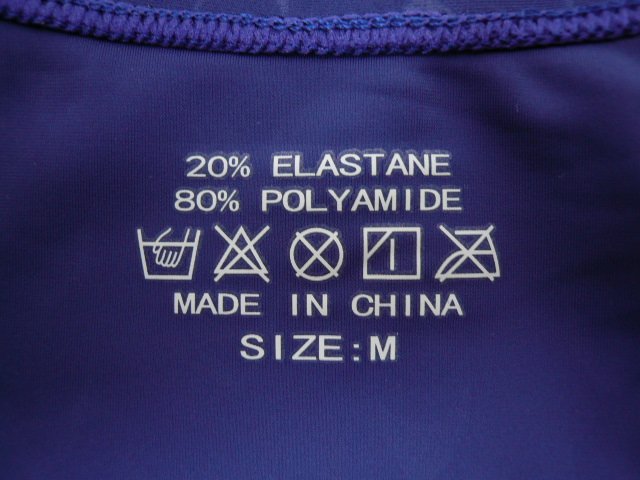 20% ELASTANE
80% POLYAMIDE
MADE IN CHINA
SIZE:M